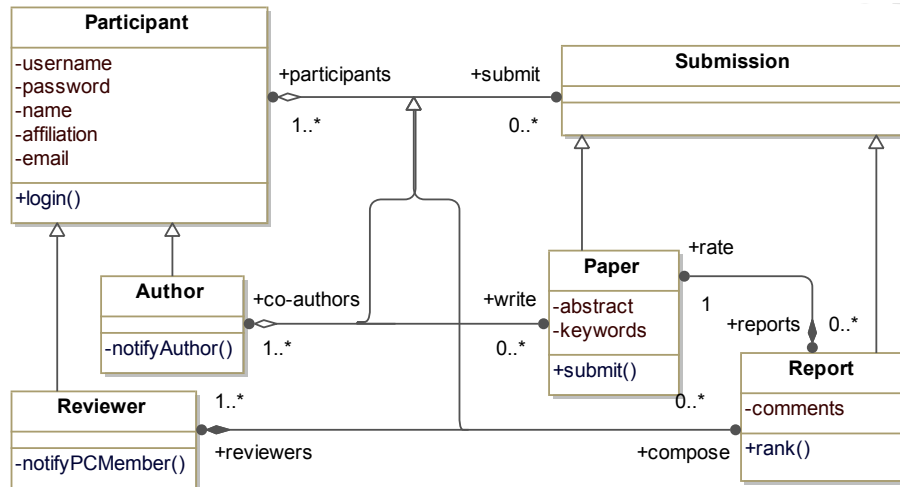 Participant
-username
-password
-name
-affiliation
-email
+login()
+participants
1..*
+submit
0..*
Submission
Author
-notifyAuthor()
+co-authors
1..*
+write
0..*
Paper
-abstract
-keywords
+submit()
+rate
1
+reports
0..*
Reviewer
-notifyPCMember()
1..*
+reviewers
0..*
+compose
Report
-comments
+rank()